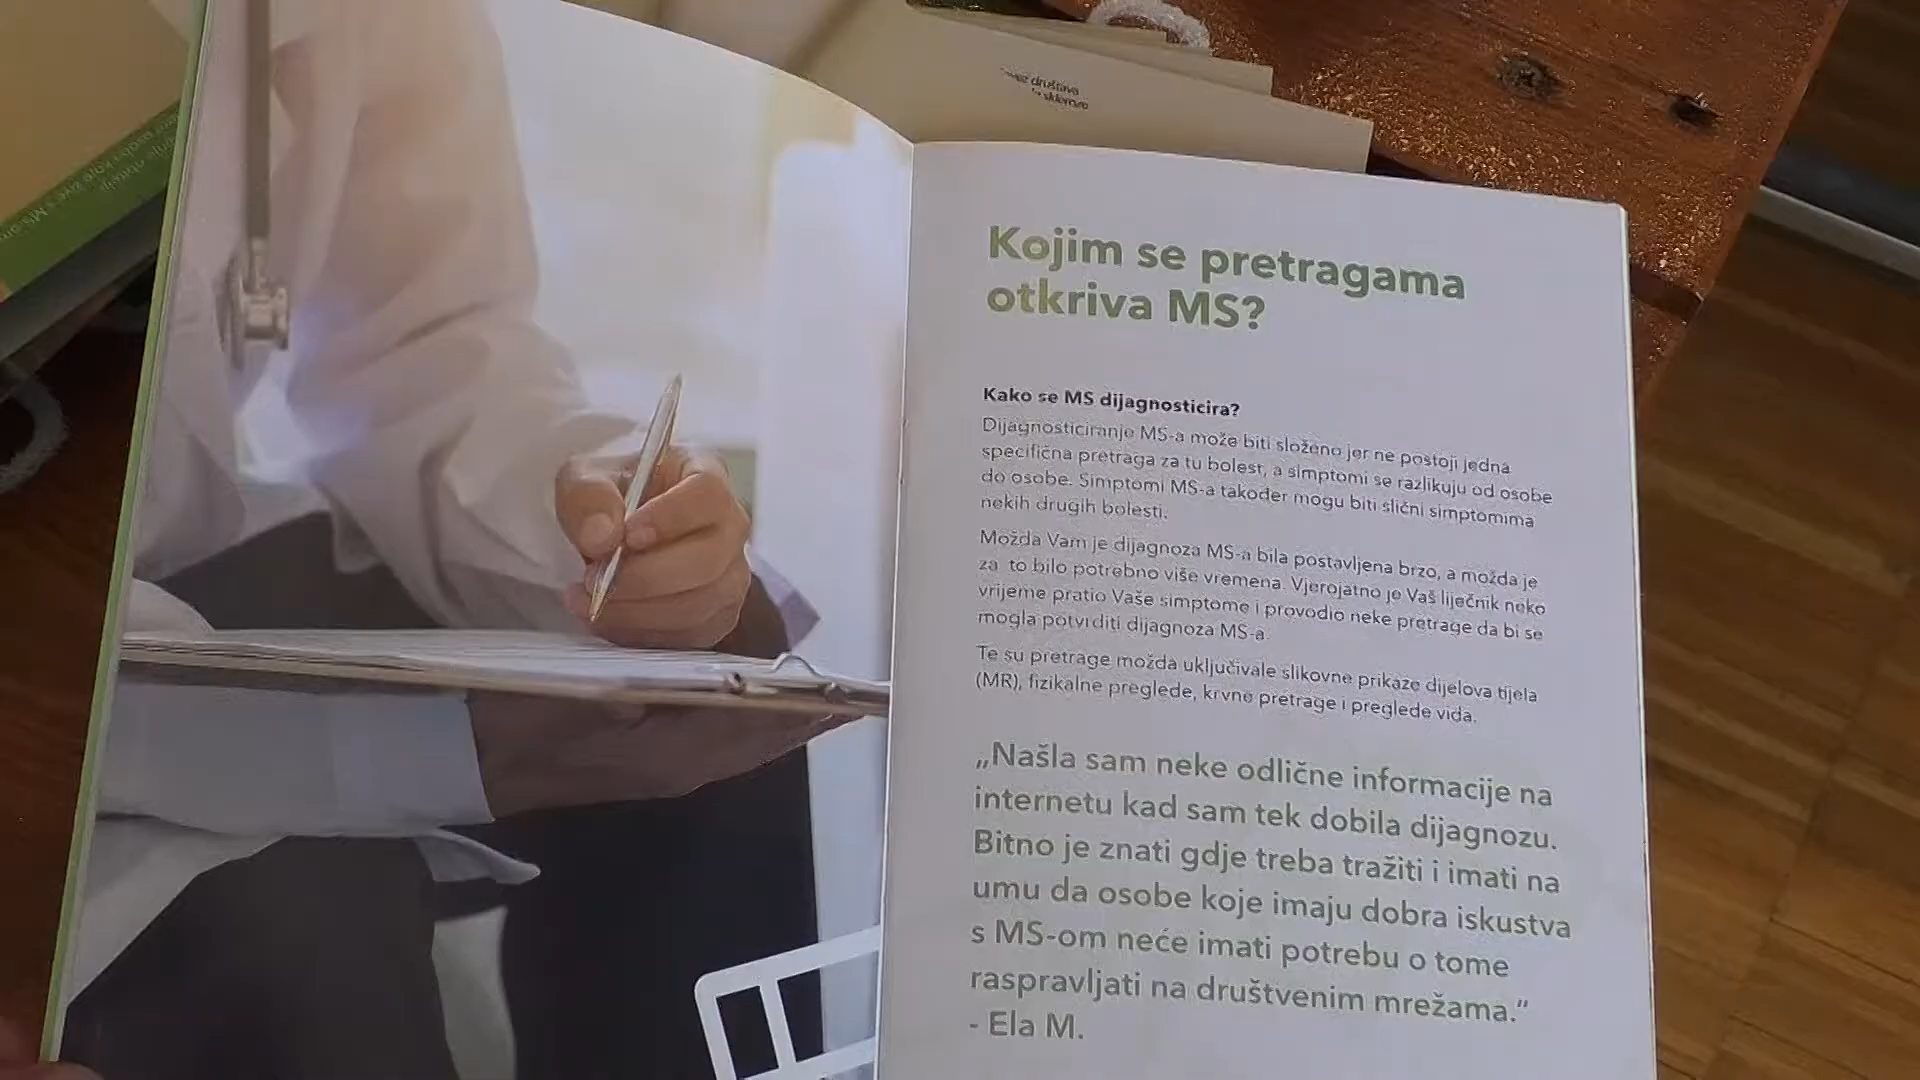 društava
Kojim se pretragama
otkriva MS?
Kako se MS dijagnosticira?
Dijagnosticiranje MS-a može biti složeno jer ne postoji jedna
specifična pretraga za tu bolest, a simptomi se razlikuju od osobe
do osobe. Simptomi MS-a također mogu biti slični simptomima
nekih drugih bolesti.
Možda Vam je dijagnoza MS-a bila postavljena brzo, a možda je
za to bilo potrebno više vremena. Vjerojatno je Vaš liječnik neko
vrijeme pratio Vaše simptome i provodio neke pretrage da bi se
mogla potvrditi dijagnoza MS-a.
Te su pretrage možda uključivale slikovne prikaze dijelova tijela
(MR), fizikalne preglede, krvne pretrage i preglede vida.
„Našla sam neke odlične informacije na
internetu kad sam tek dobila dijagnozu.
Bitno je znati gdje treba tražiti i imati na
umu da osobe koje imaju dobra iskustva
s MS-om neće imati potrebu o tome
raspravljati na društvenim mrežama.“
- Ela M.